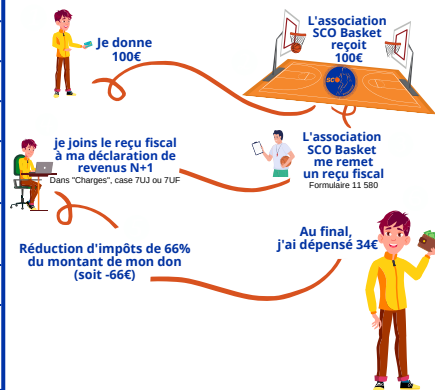 Je donne
100€
L'association
SCO Basket
reçoit
100€
SCO
L'association
SCO Basket
me remet
un reçu fiscal
Formulaire 11 580
je joins le reçu fiscal
à ma déclaration de
revenus N+1
Dans "Charges", case 7UJ ou 7UF
Réduction d'impôts de 66%
du montant de mon don
(soit -66€)
Au final,
j'ai dépensé 34€